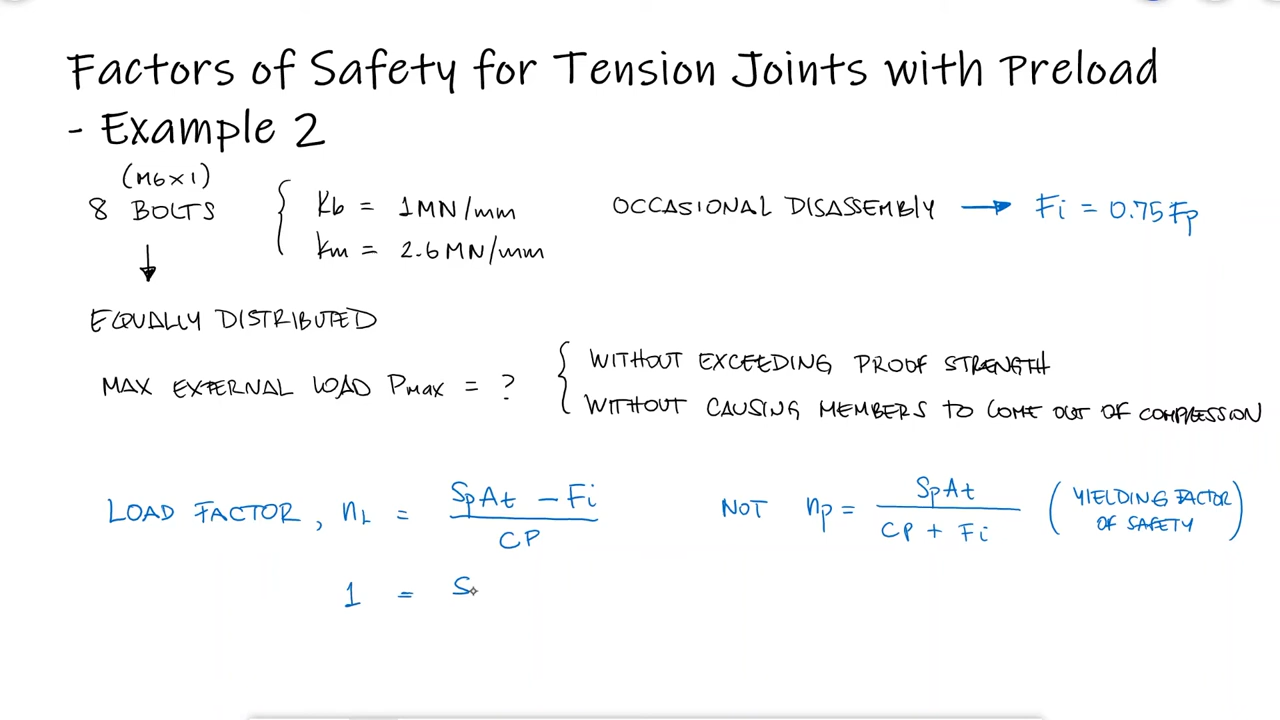 Factors of Safety for Tension Joints with Preload
- Example 2
(M6×1)
8 BOLTS
Kb = 1MN/mm
Km = 2.6MN/mm
OCCASIONAL DISASSEMBLY → Fi = 0.75Fp
EQUALLY DISTRIBUTED
MAX EXTERNAL LOAD Pmax = ?
WITHOUT EXCEEDING PROOF STRENGTH
WITHOUT CAUSING MEMBERS TO COME OUT OF COMPRESSION
LOAD FACTOR, nL = (SpAt - Fi) / CP
NOT np = SpAt / (CP + Fi)
(YIELDING FACTOR
OF SAFETY)
1 = S